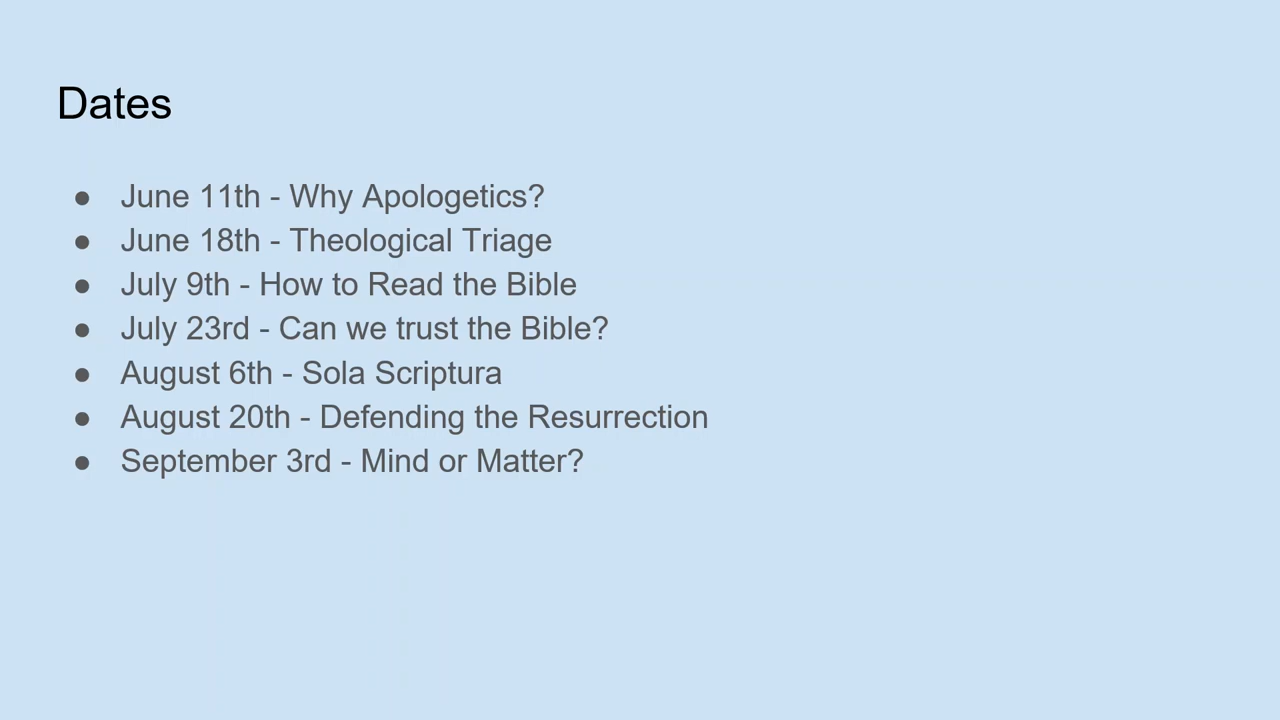 Dates
● June 11th - Why Apologetics?
● June 18th - Theological Triage
● July 9th - How to Read the Bible
● July 23rd - Can we trust the Bible?
● August 6th - Sola Scriptura
● August 20th - Defending the Resurrection
● September 3rd - Mind or Matter?